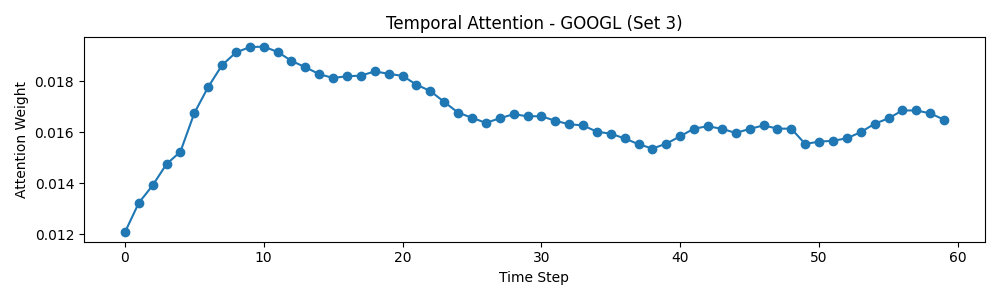 Temporal Attention - GOOGL (Set 3)
Attention Weight
0.018
0.016
0.014
0.012
0 10 20 30 40 50 60
Time Step